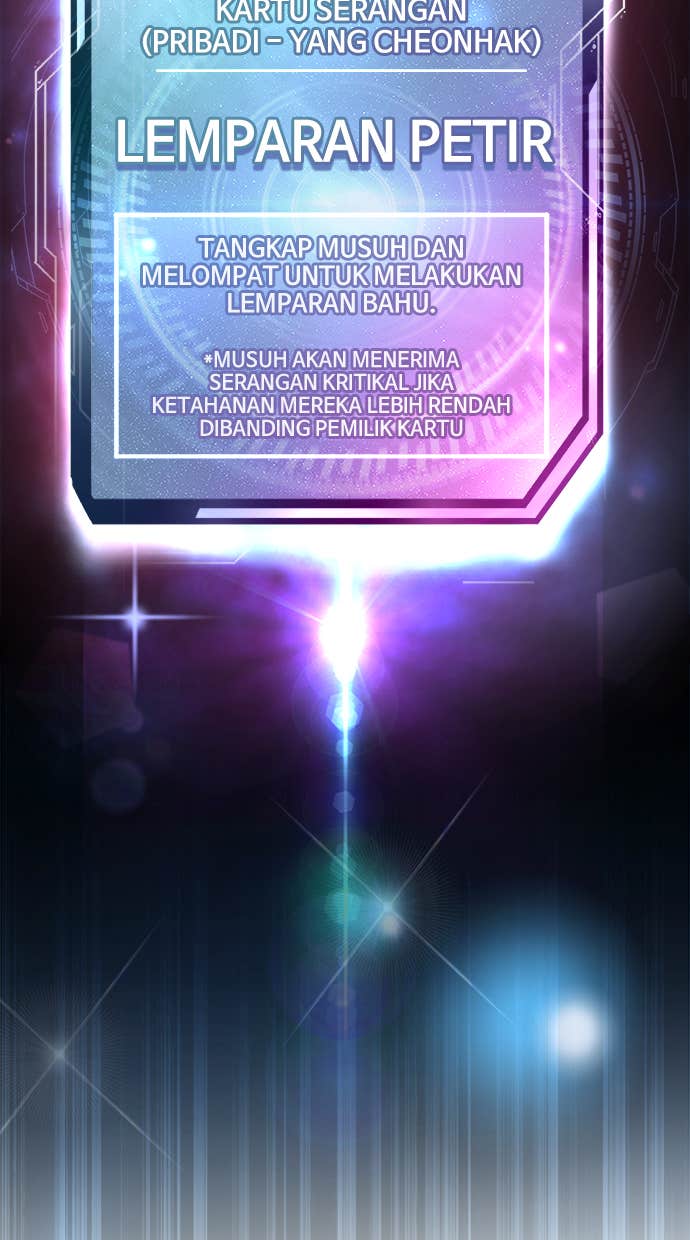 KARTU SERANGAN
(PRIBADI - YANG CHEONHAK)
LEMPARAN PETIR
TANGKAP MUSUH DAN
MELOMPAT UNTUK MELAKUKAN
LEMPARAN BAHU.
*MUSUH AKAN MENERIMA
SERANGAN KRITIKAL JIKA
KETAHANAN MEREKA LEBIH RENDAH
DIBANDING PEMILIK KARTU